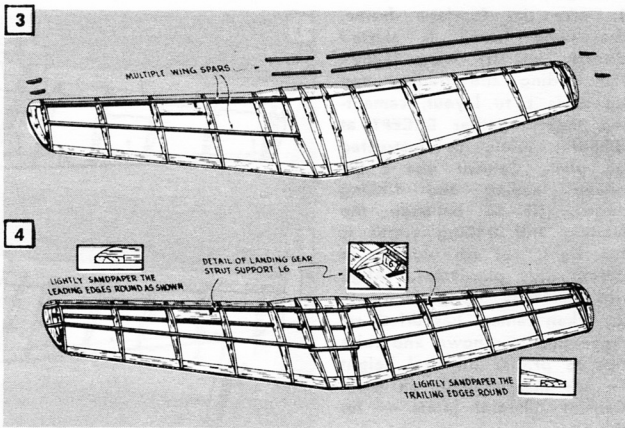 3
MULTIPLE WING SPARS
4
LIGHTLY SANDPAPER THE
LEADING EDGES ROUND AS SHOWN
DETAIL OF LANDING GEAR
STRUT SUPPORT L6
L6
LIGHTLY SANDPAPER THE
TRAILING EDGES ROUND